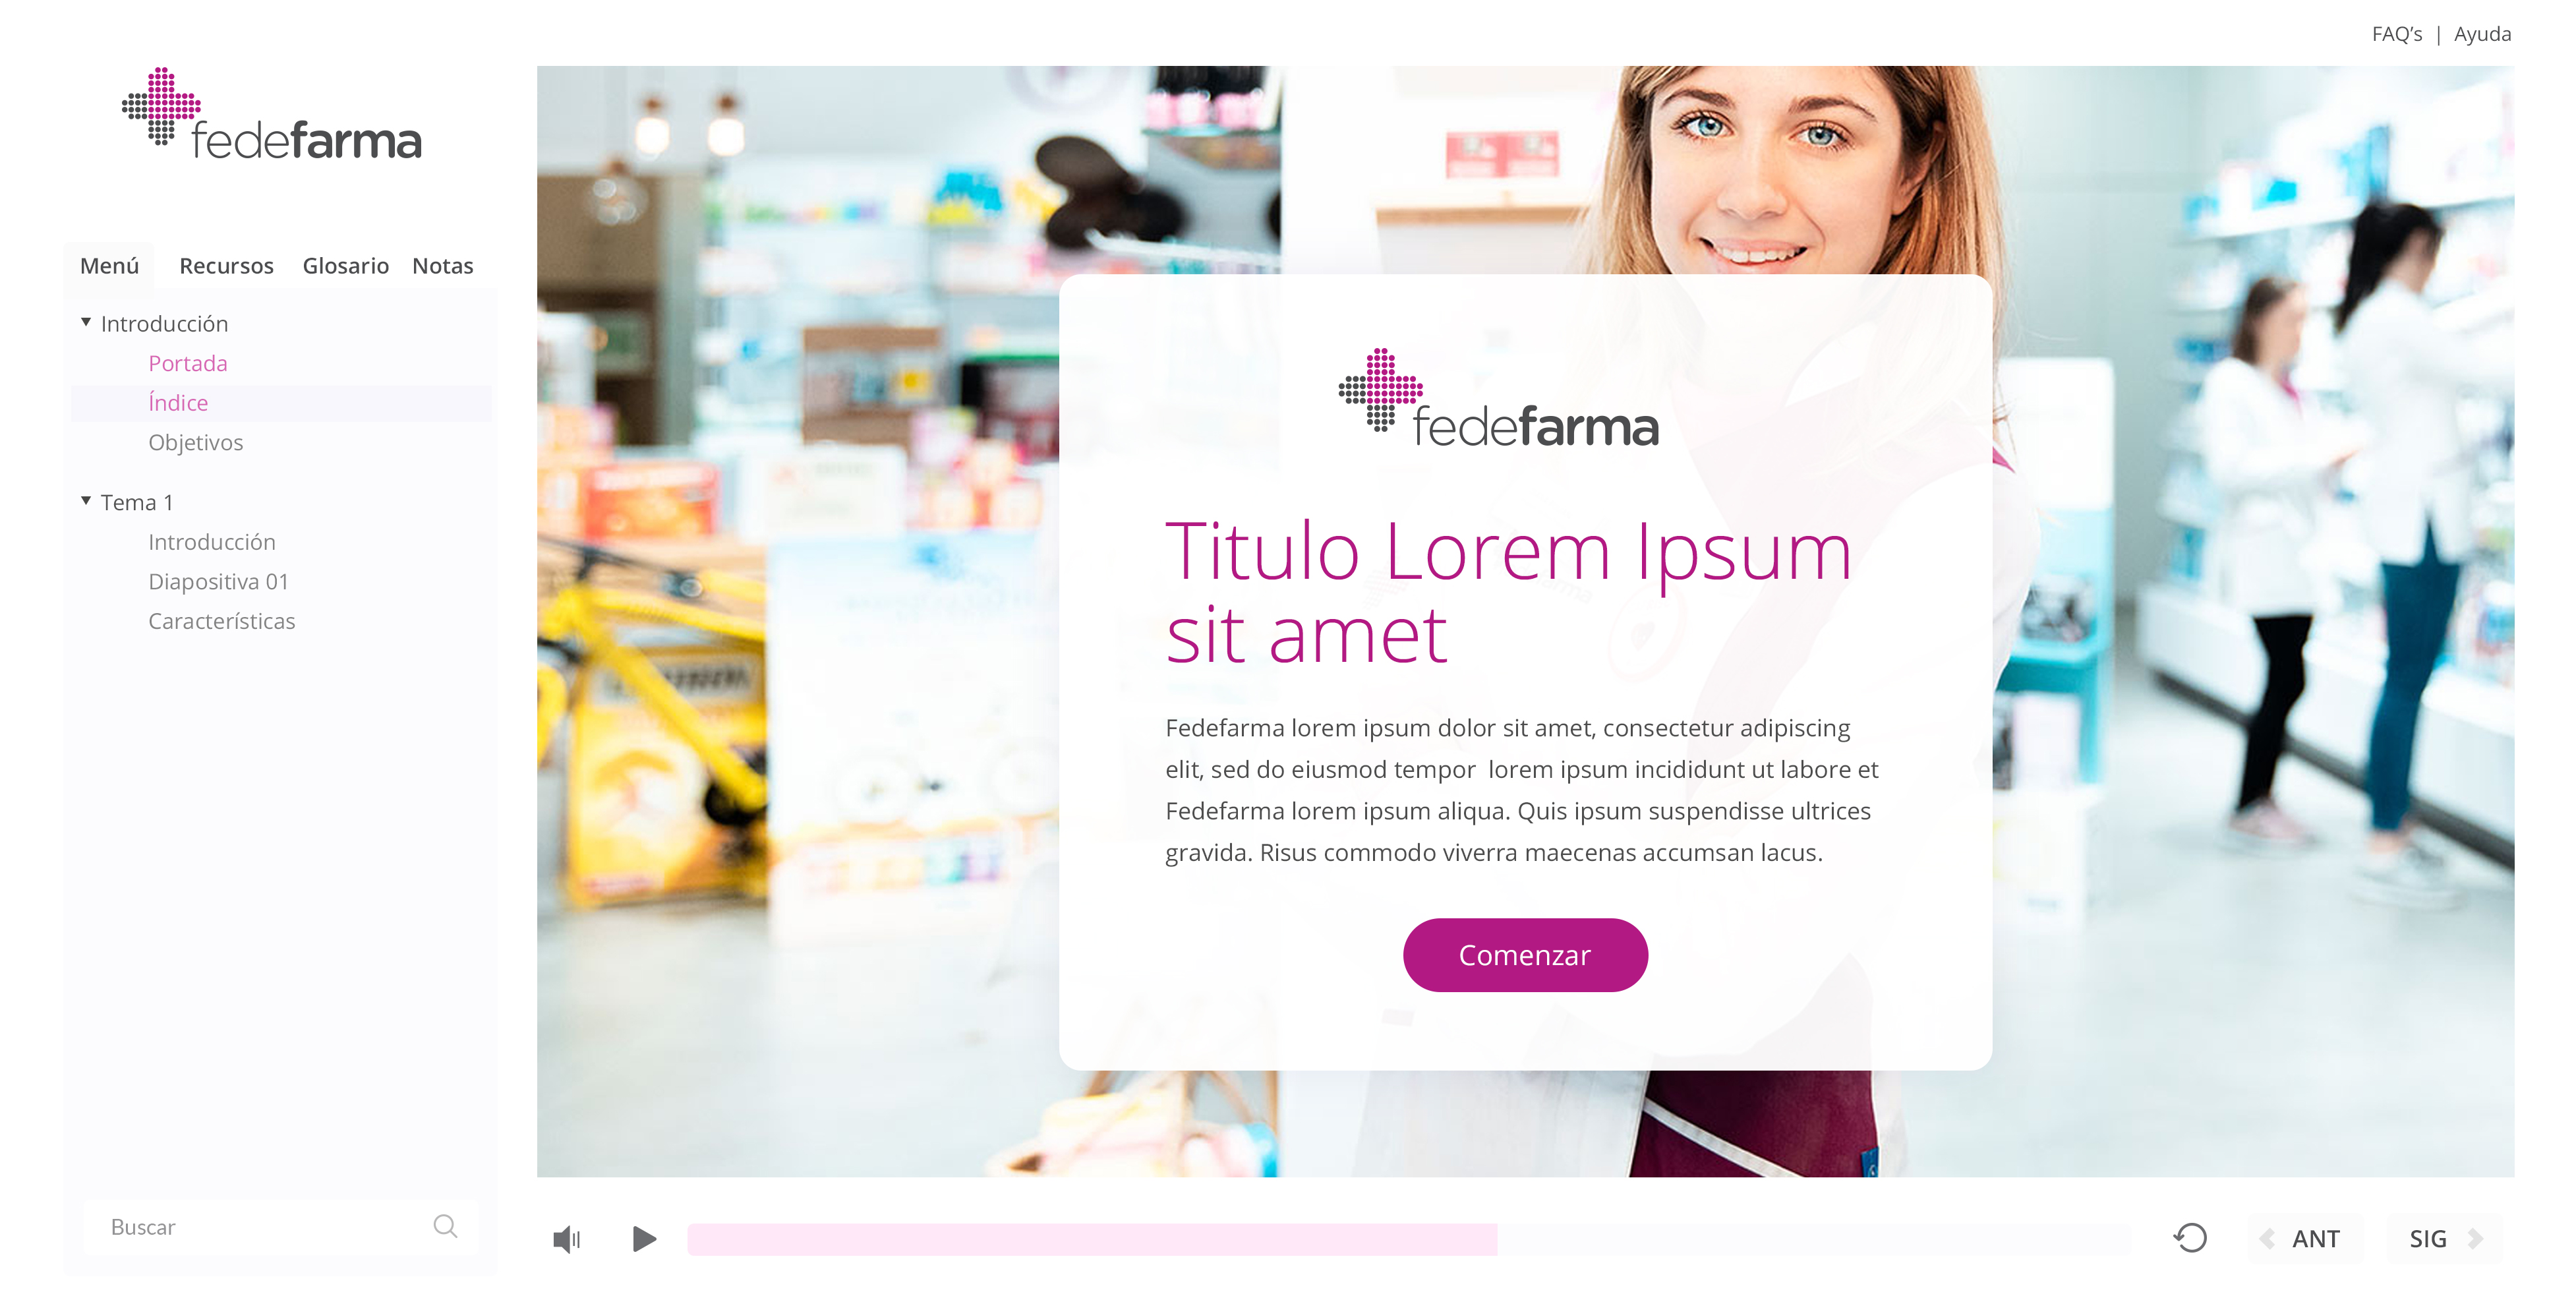 FAQ’s | Ayuda
fedefarma
Menú Recursos Glosario Notas
Introducción
Portada
Índice
Objetivos
Tema 1
Introducción
Diapositiva 01
Características
Buscar
fedefarma
Titulo Lorem Ipsum
sit amet
Fedefarma lorem ipsum dolor sit amet, consectetur adipiscing
elit, sed do eiusmod tempor  lorem ipsum incididunt ut labore et
Fedefarma lorem ipsum aliqua. Quis ipsum suspendisse ultrices
gravida. Risus commodo viverra maecenas accumsan lacus.
Comenzar
ANT
SIG